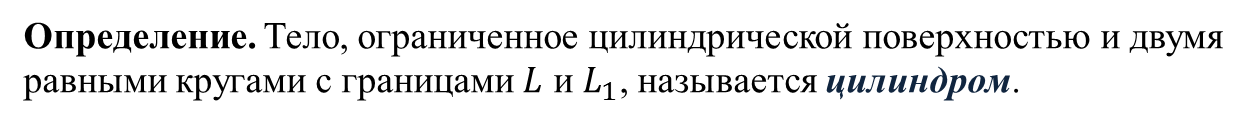 Определение. Тело, ограниченное цилиндрической поверхностью и двумя
равными кругами с границами L и L₁, называется цилиндром.